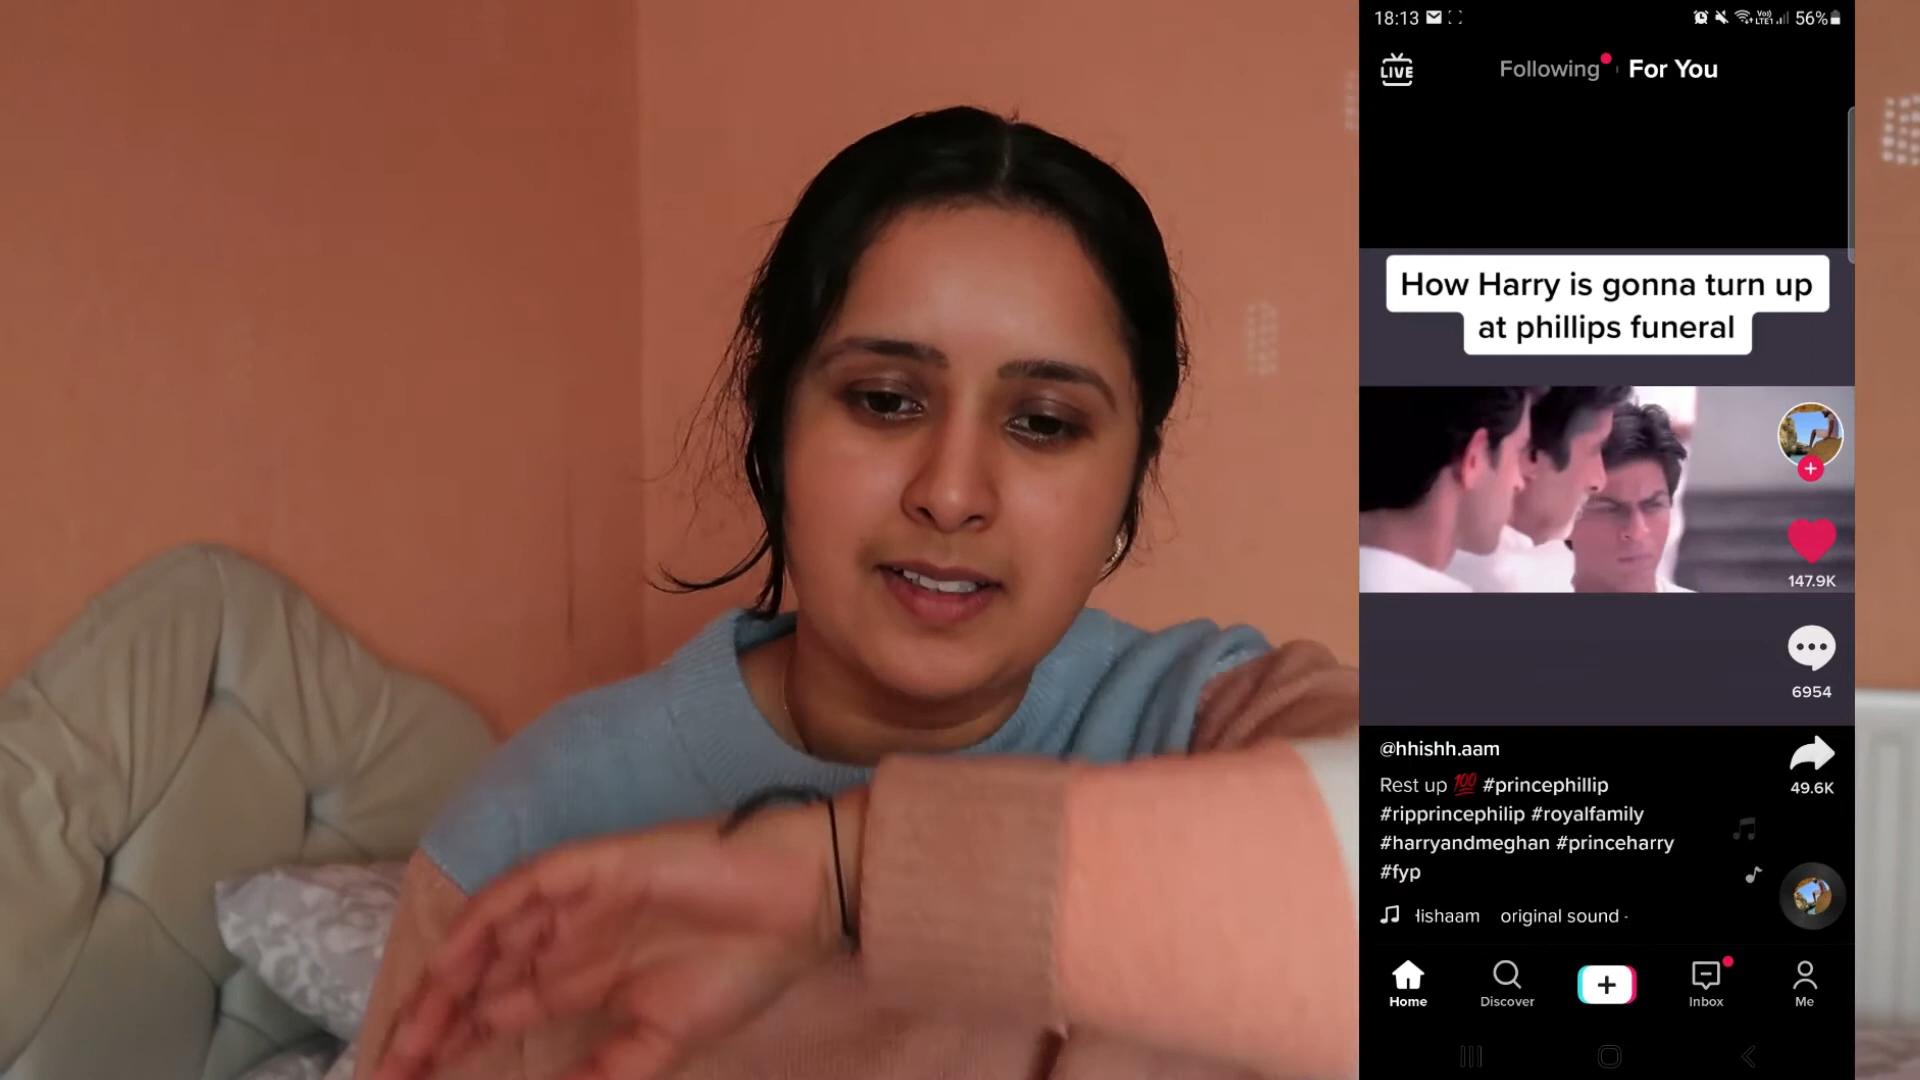 18:13
56%
LIVE
Following
For You
How Harry is gonna turn up
at phillips funeral
147.9K
6954
@hhishh.aam
49.6K
Rest up 💯 #princephillip
#ripprincephilip #royalfamily
#harryandmeghan #princeharry
#fyp
Hishaam original sound -
Home
Discover
Inbox
Me